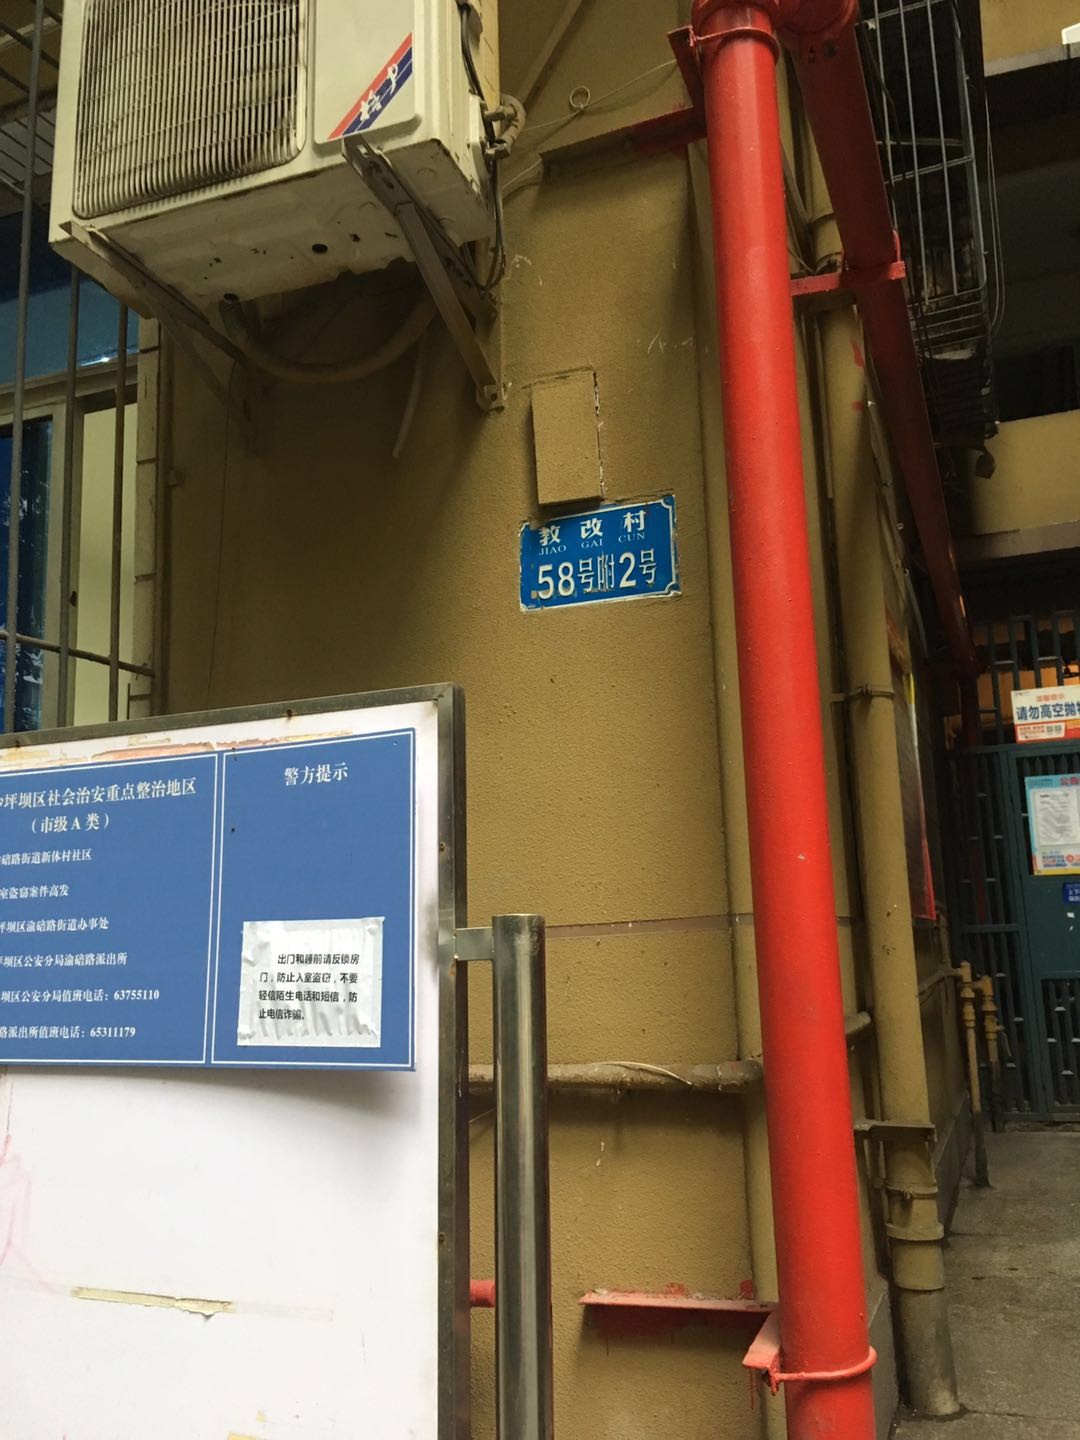 教改村
JIAO GAI CUN
58号附2号
坪坝区社会治安重点整治地区
（市级A类）
碚路街道新体村社区
室盗窃案件高发
坪坝区渝碚路街道办事处
坝区公安分局渝碚路派出所
坝区公安分局值班电话：63755110
路派出所值班电话：65311179
警方提示
出门和睡前请反锁房
门，防止入室盗窃，不要
轻信陌生电话和短信，防
止电信诈骗。
温馨提示
请勿高空抛
公告